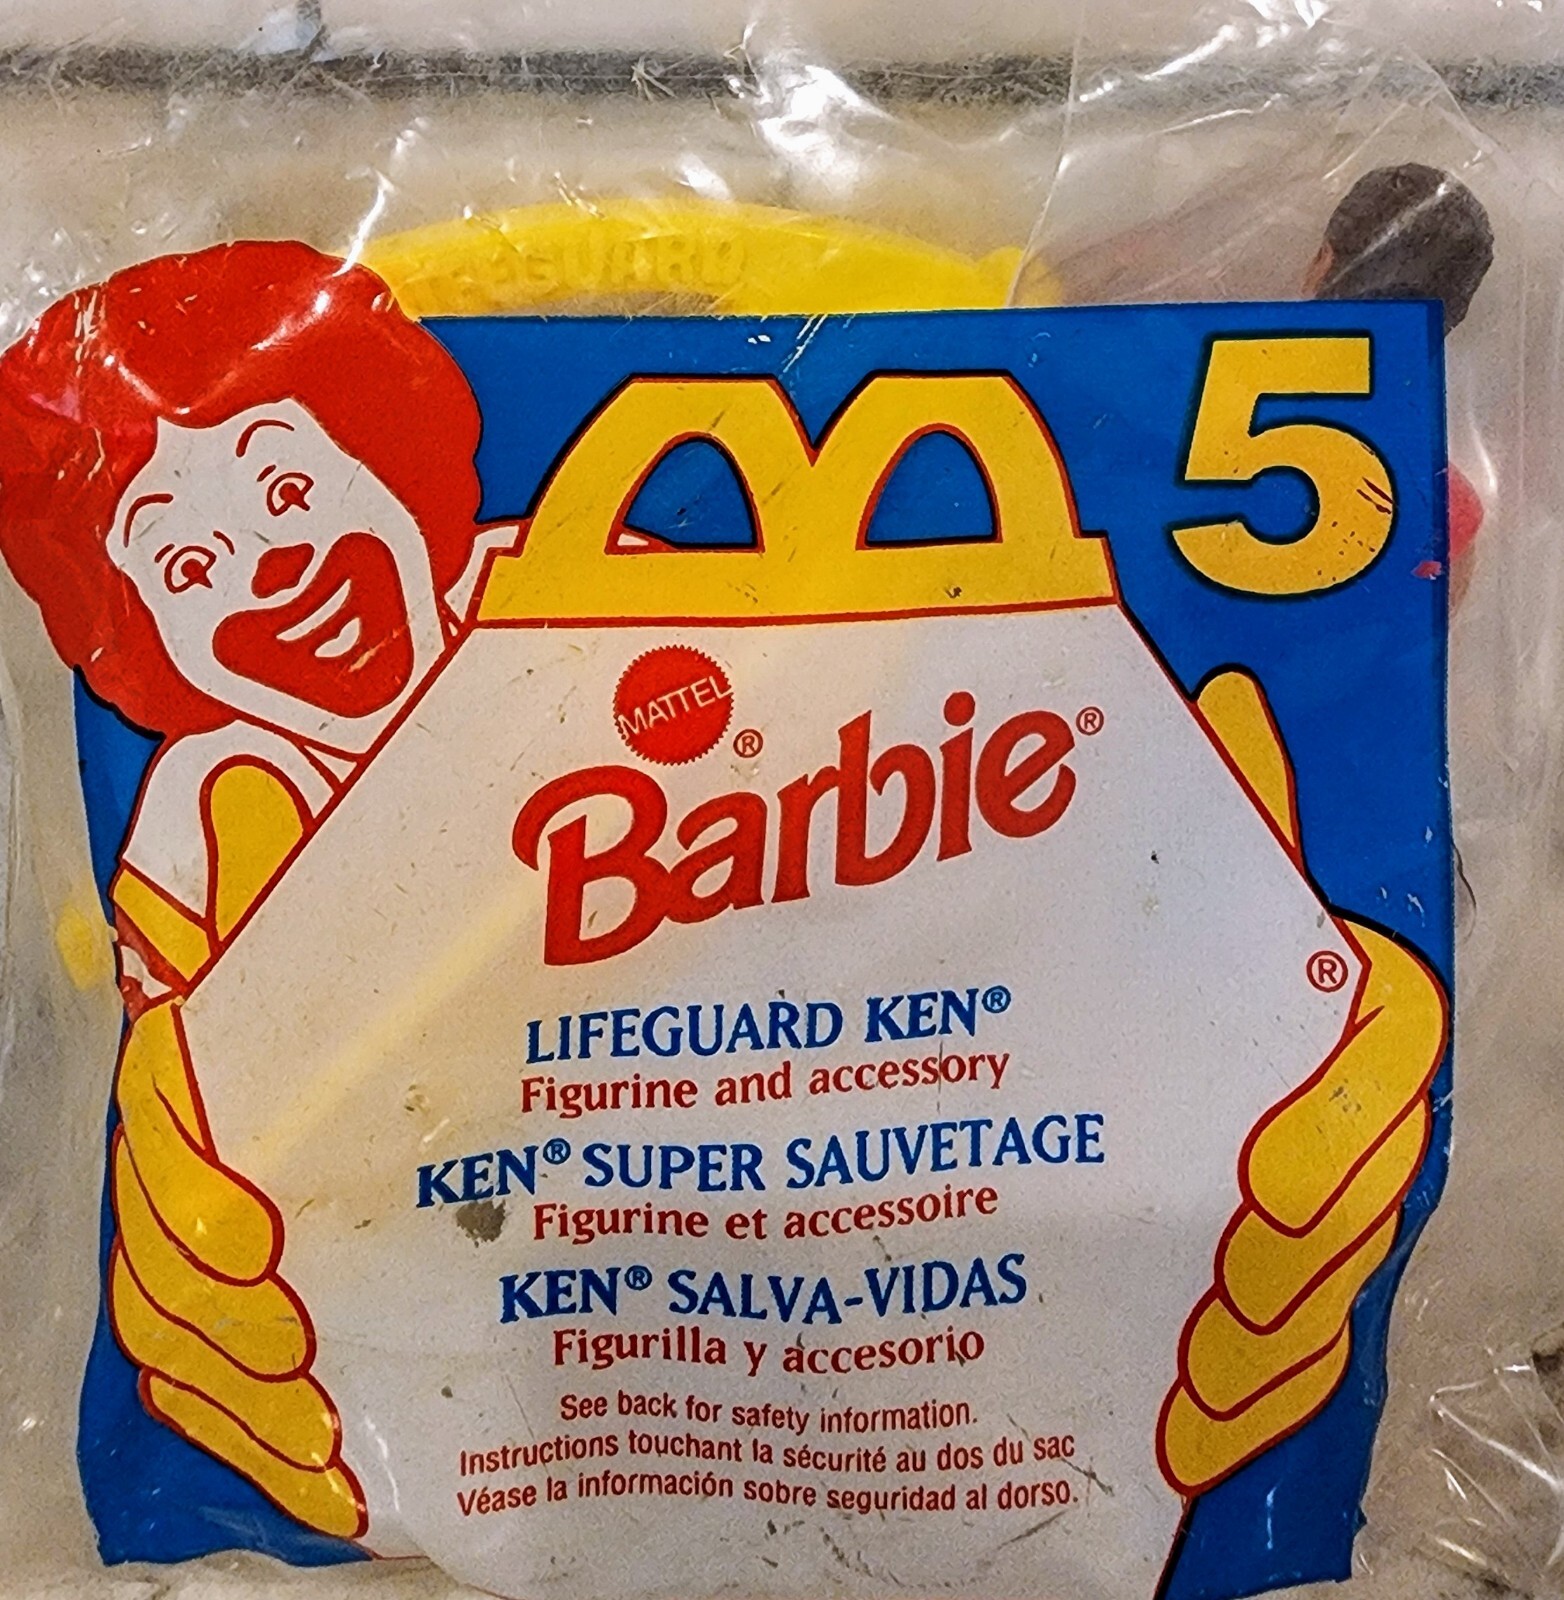 LIFEGUARD
5
MATTEL®
Barbie®
®
LIFEGUARD KEN®
Figurine and accessory
KEN® SUPER SAUVETAGE
Figurine et accessoire
KEN® SALVA-VIDAS
Figurilla y accesorio
See back for safety information.
Instructions touchant la sécurité au dos du sac
Véase la información sobre seguridad al dorso.